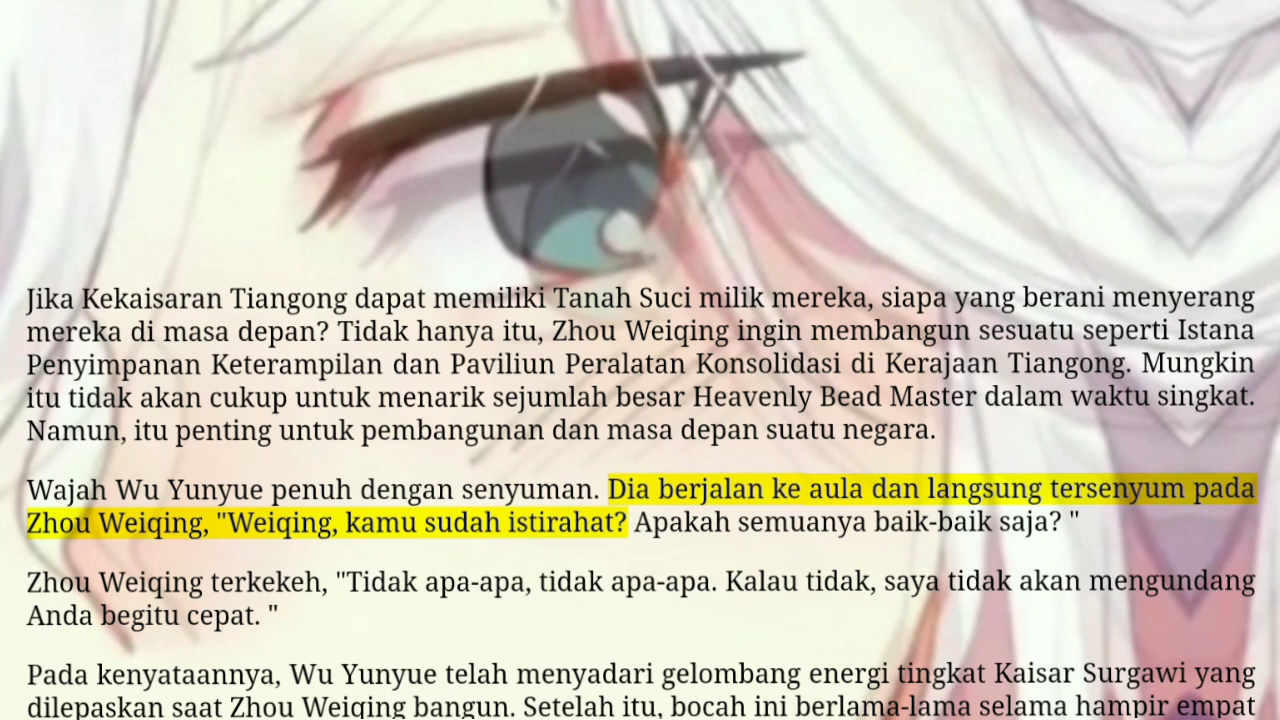 Jika Kekaisaran Tiangong dapat memiliki Tanah Suci milik mereka, siapa yang berani menyerang
mereka di masa depan? Tidak hanya itu, Zhou Weiqing ingin membangun sesuatu seperti Istana
Penyimpanan Keterampilan dan Paviliun Peralatan Konsolidasi di Kerajaan Tiangong. Mungkin
itu tidak akan cukup untuk menarik sejumlah besar Heavenly Bead Master dalam waktu singkat.
Namun, itu penting untuk pembangunan dan masa depan suatu negara.
Wajah Wu Yunyue penuh dengan senyuman. Dia berjalan ke aula dan langsung tersenyum pada
Zhou Weiqing, "Weiqing, kamu sudah istirahat? Apakah semuanya baik-baik saja? "
Zhou Weiqing terkekeh, "Tidak apa-apa, tidak apa-apa. Kalau tidak, saya tidak akan mengundang
Anda begitu cepat. "
Pada kenyataannya, Wu Yunyue telah menyadari gelombang energi tingkat Kaisar Surgawi yang
dilepaskan saat Zhou Weiqing bangun. Setelah itu, bocah ini berlama-lama selama hampir empat